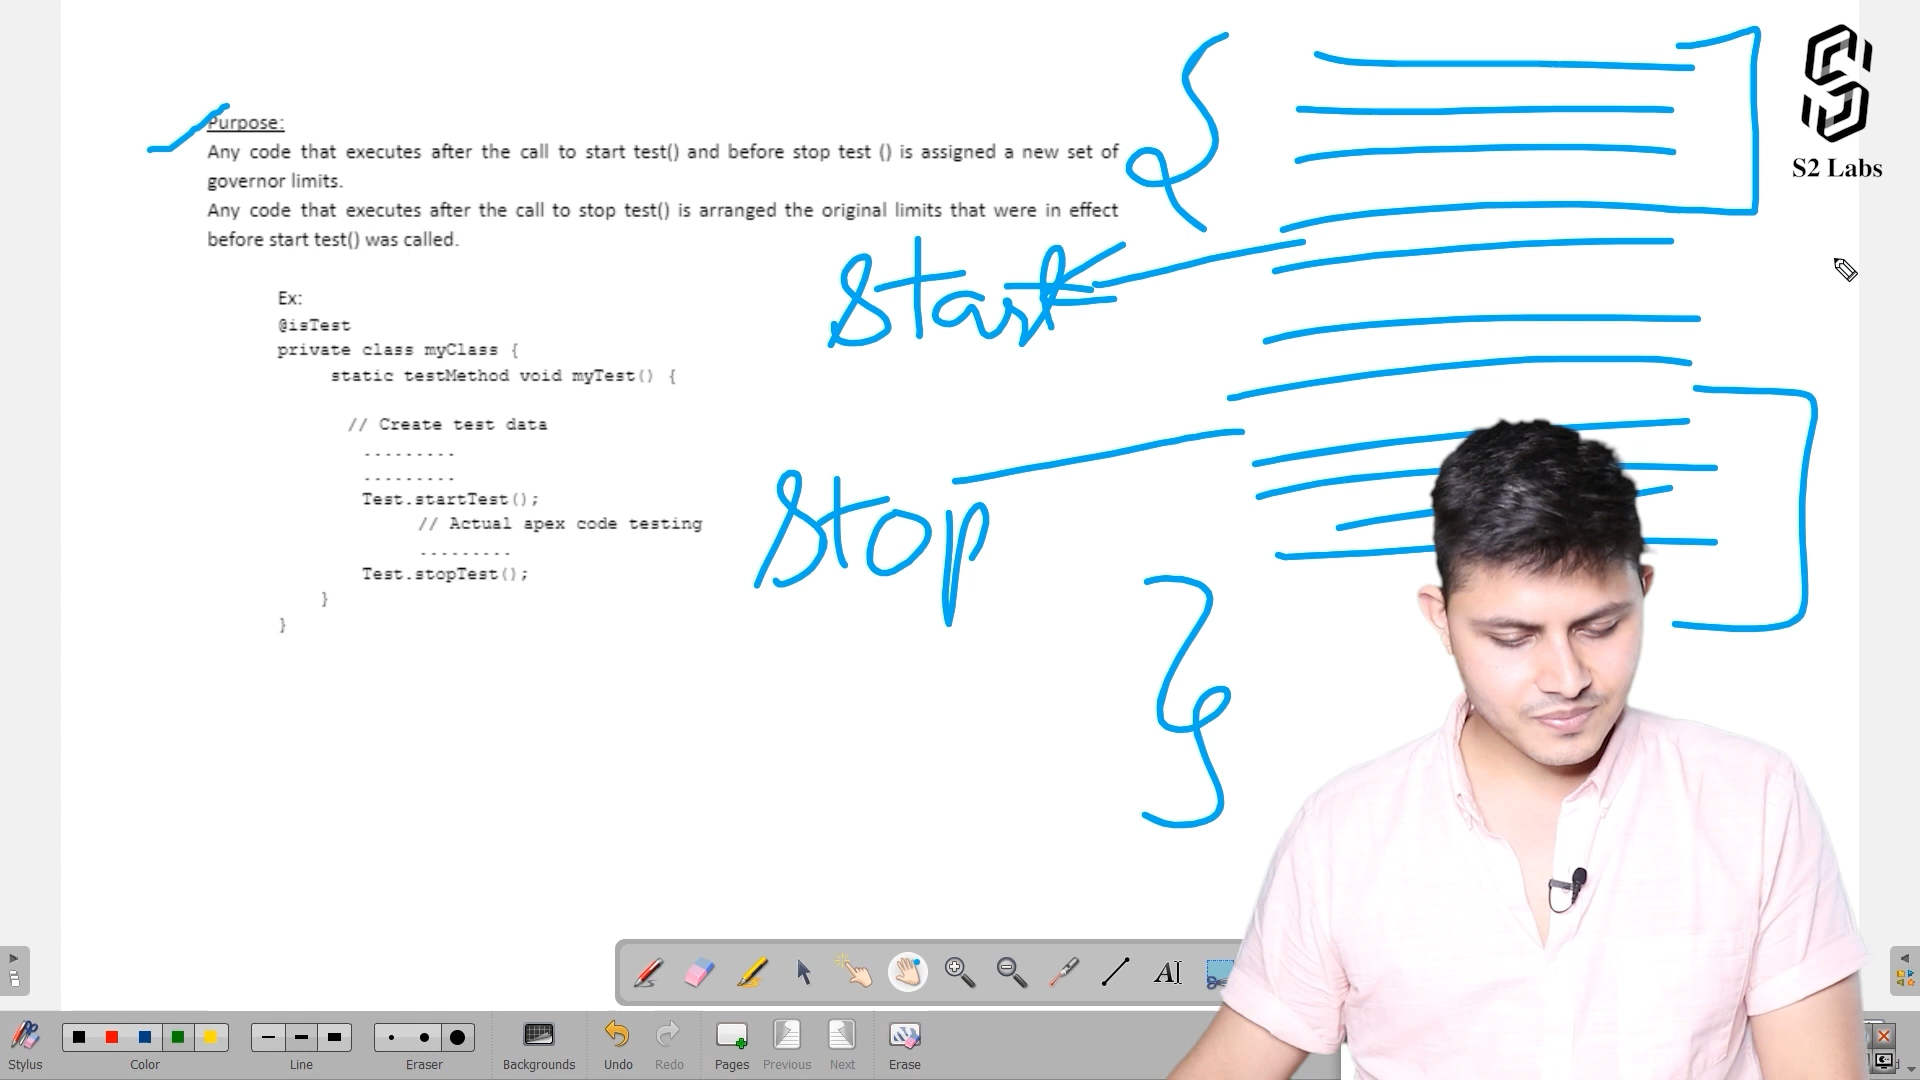 Purpose:
Any code that executes after the call to start test() and before stop test () is assigned a new set of
governor limits.
Any code that executes after the call to stop test() is arranged the original limits that were in effect
before start test() was called.
Ex:
@isTest
private class myClass {
static testMethod void myTest() {
// Create test data
.........
.........
Test.startTest();
// Actual apex code testing
.........
Test.stopTest();
}
}
Start
Stop
S2 Labs
Stylus
Color
Line
Eraser
Backgrounds
Undo
Redo
Pages
Previous
Next
Erase